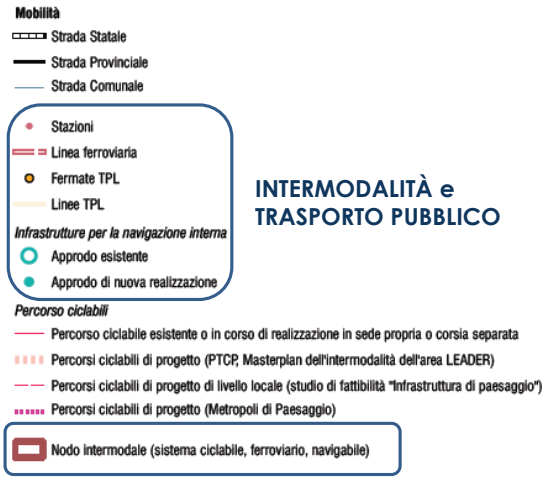 Mobilità
Strada Statale
Strada Provinciale
Strada Comunale
Stazioni
Linea ferroviaria
Fermate TPL
Linee TPL
Infrastrutture per la navigazione interna
Approdo esistente
Approdo di nuova realizzazione
INTERMODALITÀ e
TRASPORTO PUBBLICO
Percorso ciclabili
Percorso ciclabile esistente o in corso di realizzazione in sede propria o corsia separata
Percorsi ciclabili di progetto (PTCP, Masterplan dell'intermodalità dell'area LEADER)
Percorsi ciclabili di progetto di livello locale (studio di fattibilità "Infrastruttura di paesaggio")
Percorsi ciclabili di progetto (Metropoli di Paesaggio)
Nodo intermodale (sistema ciclabile, ferroviario, navigabile)